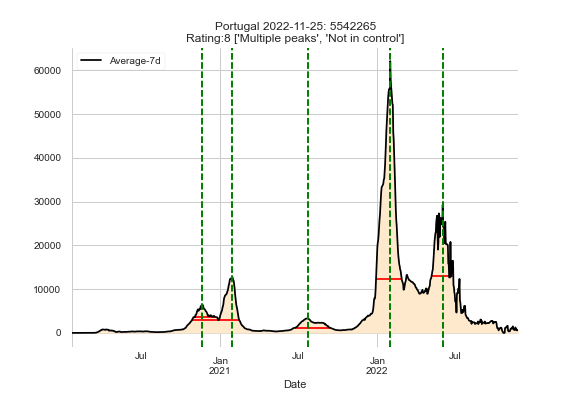 Portugal 2022-11-25: 5542265
Rating:8 ['Multiple peaks', 'Not in control']
Average-7d
60000
50000
40000
30000
20000
10000
0
Jul
Jan
2021
Jul
Jan
2022
Jul
Date